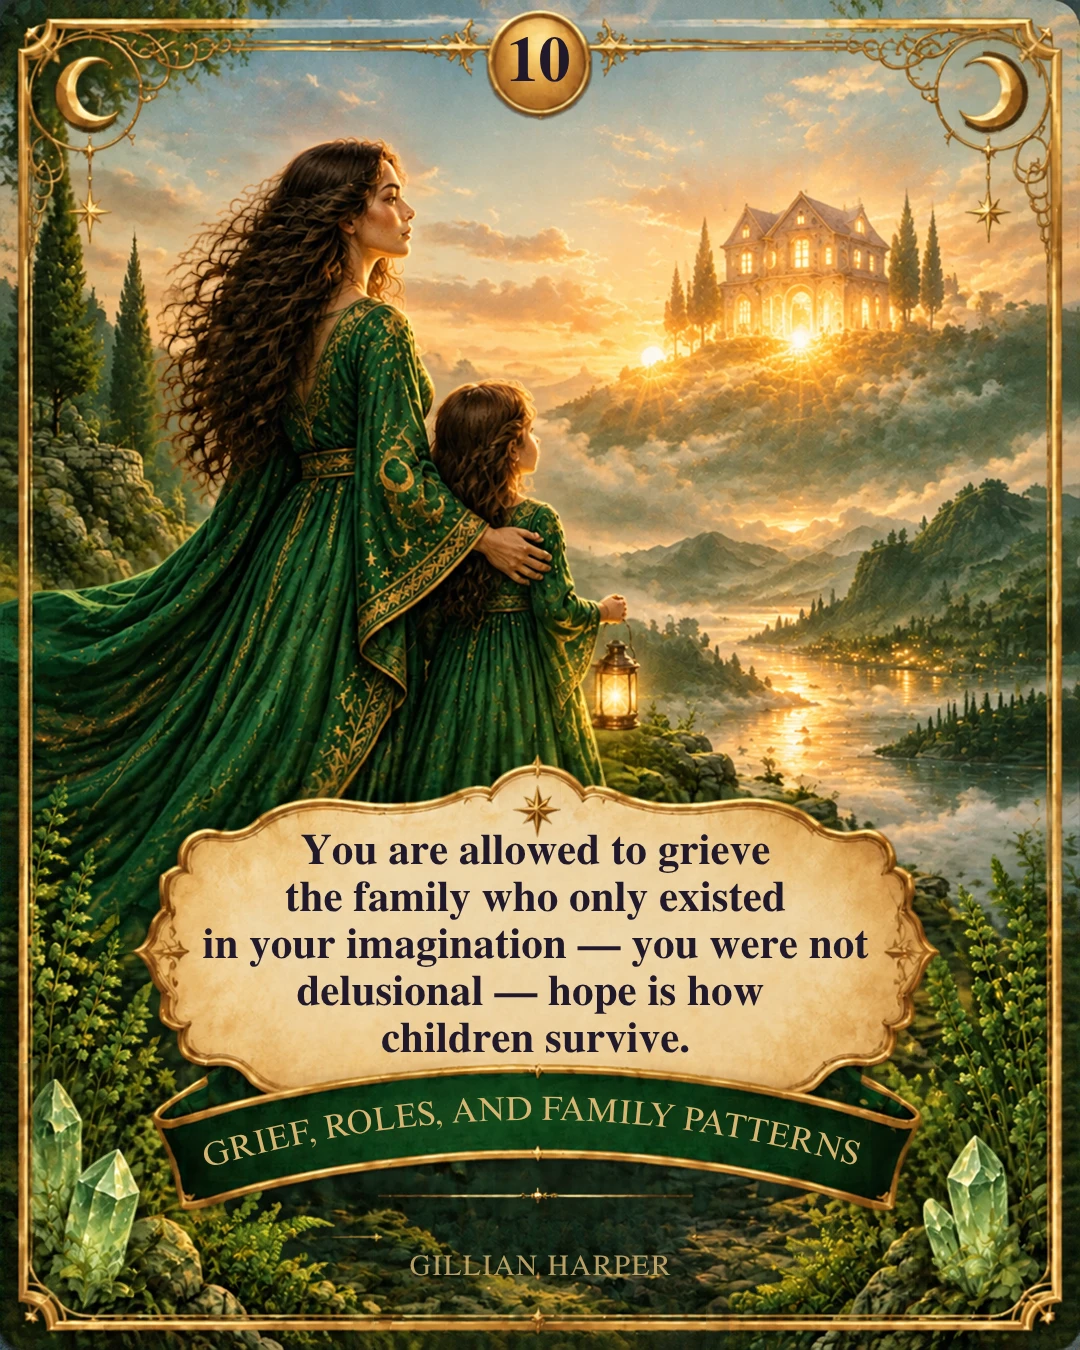 10
You are allowed to grieve
the family who only existed
in your imagination — you were not
delusional — hope is how
children survive.
GRIEF, ROLES, AND FAMILY PATTERNS
GILLIAN HARPER